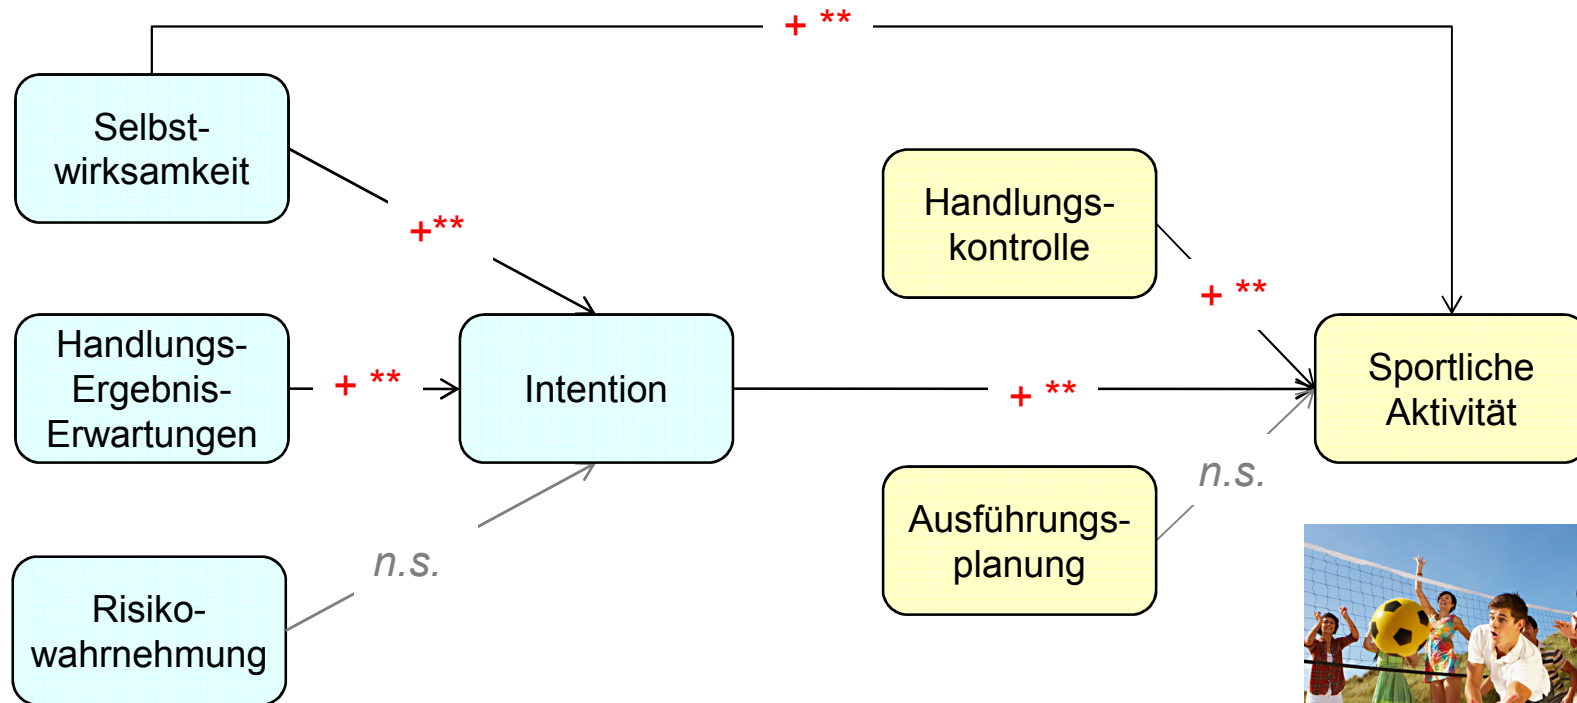 + **
Selbst-
wirksamkeit
+**
Handlungs-
kontrolle
+ **
Handlungs-
Ergebnis-
Erwartungen
+ **
Intention
+ **
Sportliche
Aktivität
n.s.
Ausführungs-
planung
n.s.
Risiko-
wahrnehmung